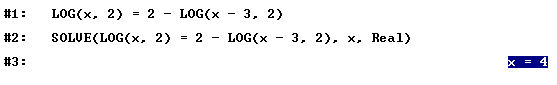 #1: LOG(x, 2) = 2 - LOG(x - 3, 2)
#2: SOLVE(LOG(x, 2) = 2 - LOG(x - 3, 2), x, Real)
#3: x = 4